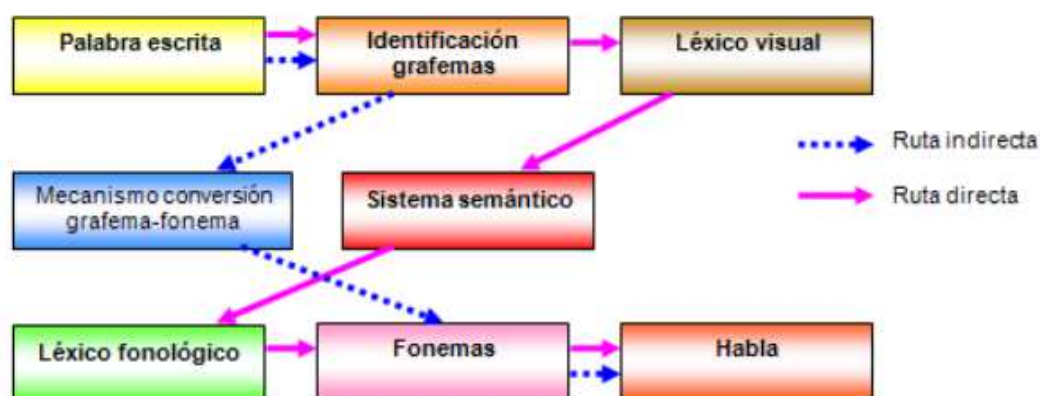 Palabra escrita
Identificación
grafemas
Léxico visual
Ruta indirecta
Mecanismo conversión
grafema-fonema
Sistema semántico
Ruta directa
Léxico fonológico
Fonemas
Habla